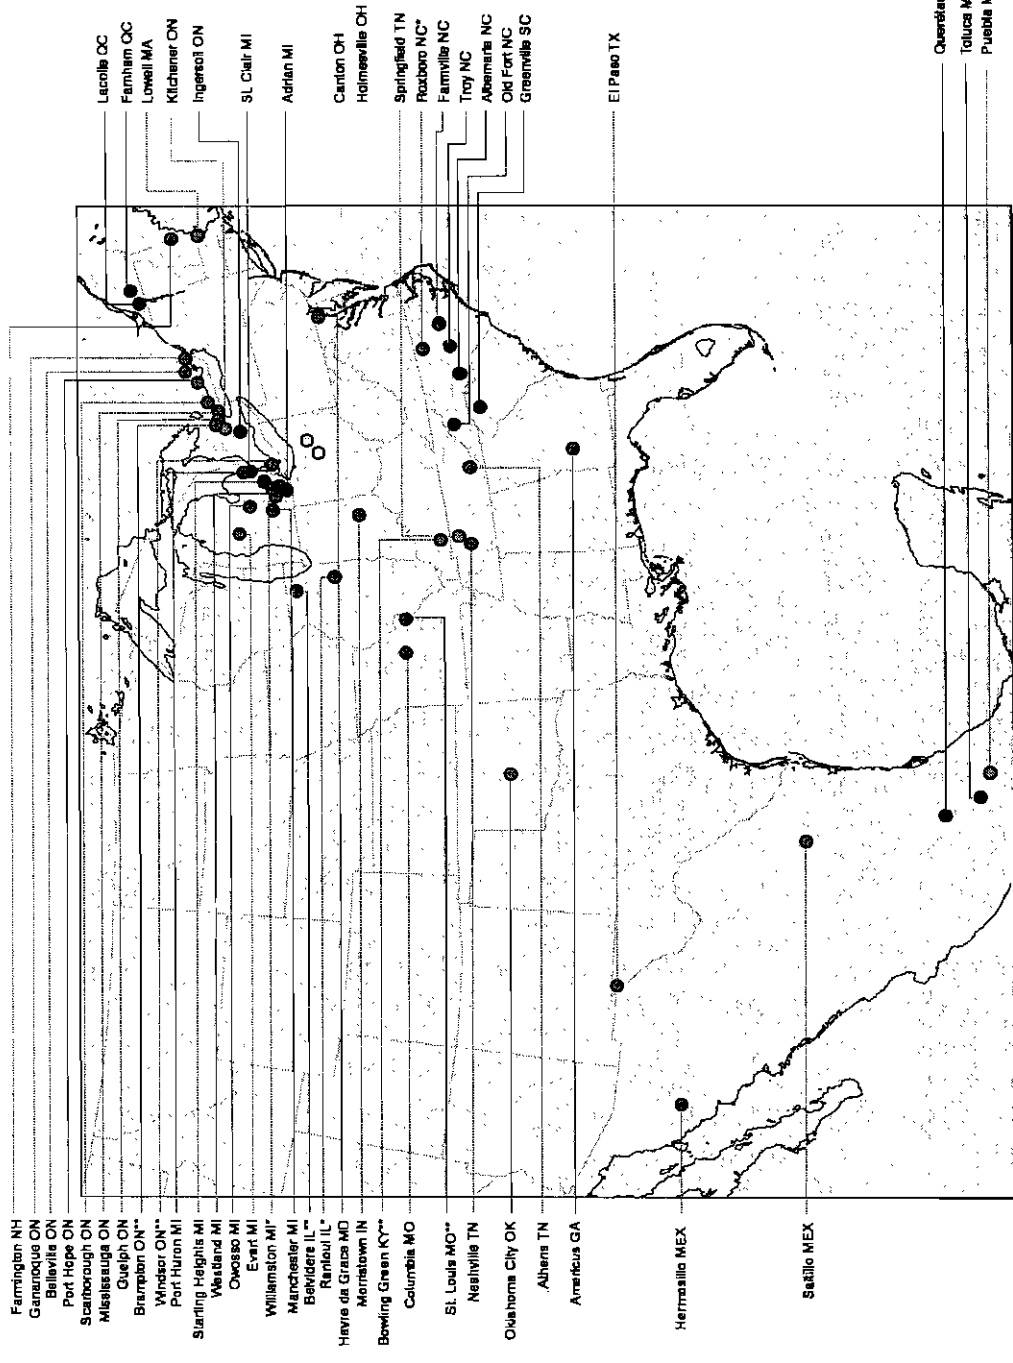 Lacolle QC
Farnham QC
Lowell MA
Kitchener ON
Ingersoll ON
St. Clair MI
Adrian MI
Canton OH
Holmesville OH
Springfield TN
Roxboro NC*
Farmville NC
Troy NC
Albemarle NC
Old Fort NC
Greenville SC
El Paso TX
Querétar
Toluca M
Puebla M
Farmington NH
Gananoque ON
Belleville ON
Port Hope ON
Scarborough ON
Mississauga ON
Guelph ON
Brampton ON**
Windsor ON**
Port Huron MI
Sterling Heights MI
Westland MI
Owosso MI
Evart MI
Williamston MI*
Manchester MI
Belvidere IL**
Rantoul IL*
Havre da Grace MD
Morristown IN
Bowling Green KY**
Columbia MO
St. Louis MO**
Nashville TN
Oklahoma City OK
Athens TN
Americus GA
Hermosillo MEX
Saltillo MEX